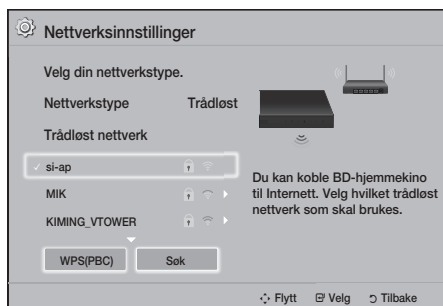 Nettverksinnstillinger
Velg din nettverkstype.
Nettverkstype Trådløst
Trådløst nettverk
si-ap
MIK
KIMING_VTOWER
WPS(PBC) Søk
Du kan koble BD-hjemmekino
til Internett. Velg hvilket trådløst
nettverk som skal brukes.
Flytt Velg Tilbake